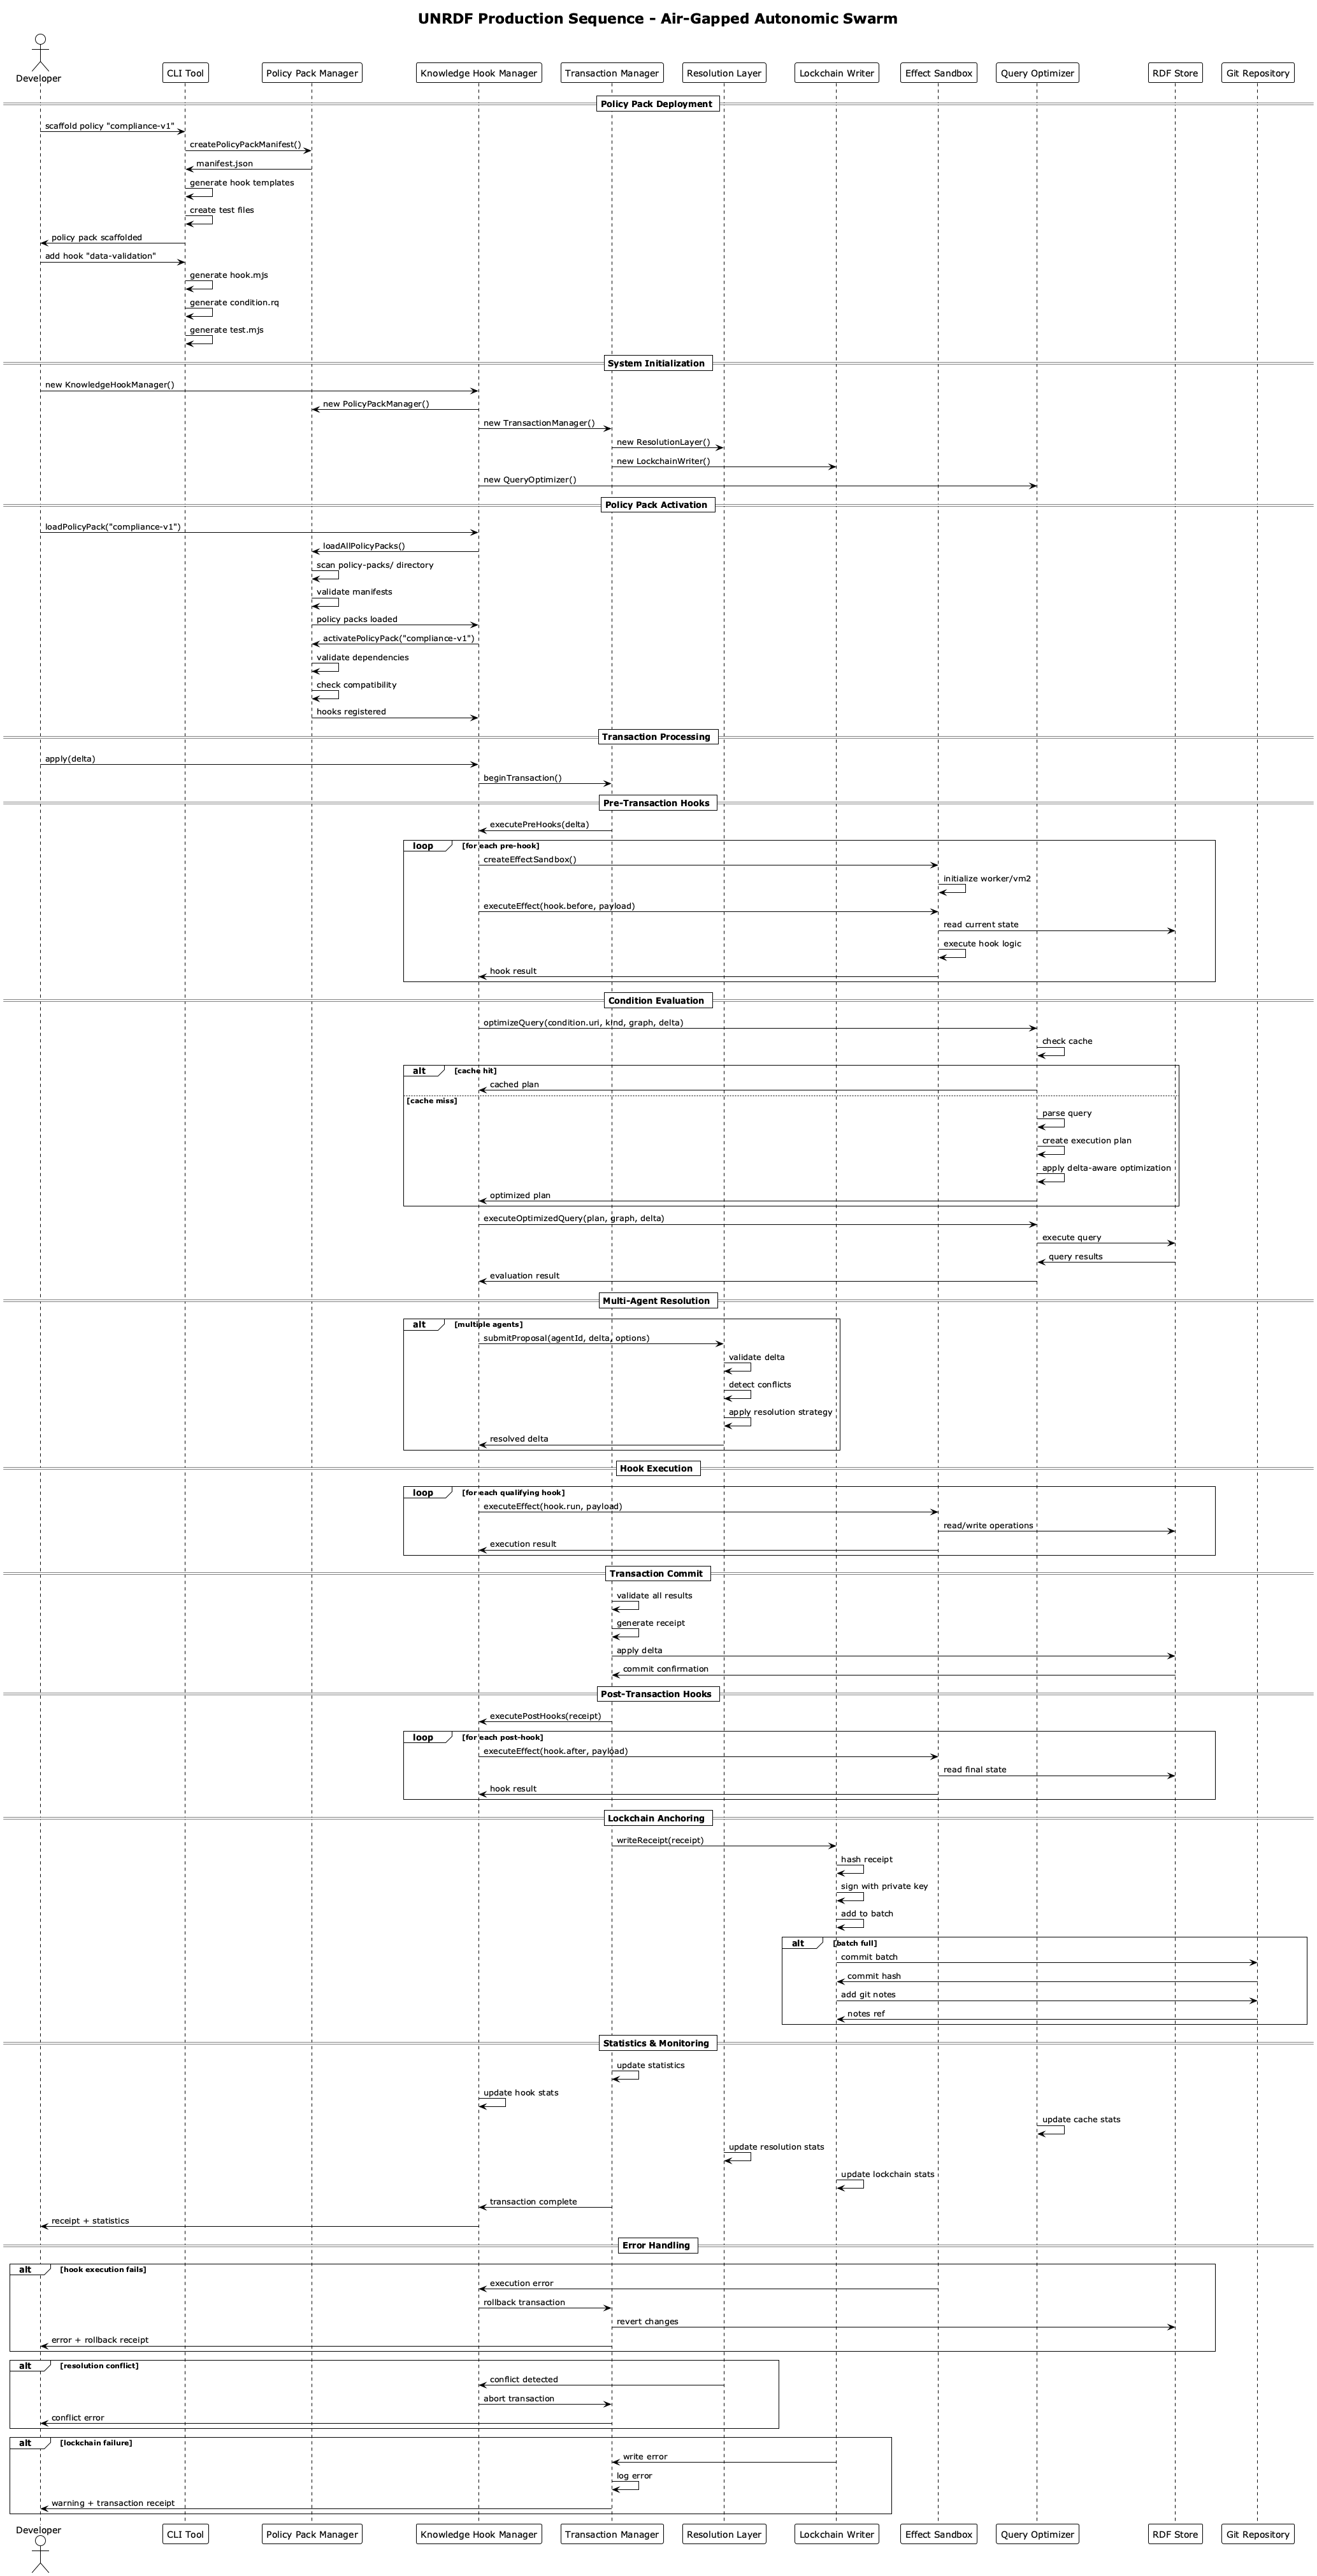 UNRDF Production Sequence - Air-Gapped Autonomic Swarm
Developer
CLI Tool
Policy Pack Manager
Knowledge Hook Manager
Transaction Manager
Resolution Layer
Lockchain Writer
Effect Sandbox
Query Optimizer
RDF Store
Git Repository
Policy Pack Deployment
scaffold policy "compliance-v1"
createPolicyPackManifest()
manifest.json
generate hook templates
create test files
policy pack scaffolded
add hook "data-validation"
generate hook.mjs
generate condition.rq
generate test.mjs
System Initialization
new KnowledgeHookManager()
new PolicyPackManager()
new TransactionManager()
new ResolutionLayer()
new LockchainWriter()
new QueryOptimizer()
Policy Pack Activation
loadPolicyPack("compliance-v1")
loadAllPolicyPacks()
scan policy-packs/ directory
validate manifests
policy packs loaded
activatePolicyPack("compliance-v1")
validate dependencies
check compatibility
hooks registered
Transaction Processing
apply(delta)
beginTransaction()
Pre-Transaction Hooks
executePreHooks(delta)
loop [for each pre-hook]
createEffectSandbox()
initialize worker/vm2
executeEffect(hook.before, payload)
read current state
execute hook logic
hook result
Condition Evaluation
optimizeQuery(condition.uri, kind, graph, delta)
check cache
alt [cache hit]
cached plan
[cache miss]
parse query
create execution plan
apply delta-aware optimization
optimized plan
executeOptimizedQuery(plan, graph, delta)
execute query
query results
evaluation result
Multi-Agent Resolution
alt [multiple agents]
submitProposal(agentId, delta, options)
validate delta
detect conflicts
apply resolution strategy
resolved delta
Hook Execution
loop [for each qualifying hook]
executeEffect(hook.run, payload)
read/write operations
execution result
Transaction Commit
validate all results
generate receipt
apply delta
commit confirmation
Post-Transaction Hooks
executePostHooks(receipt)
loop [for each post-hook]
executeEffect(hook.after, payload)
read final state
hook result
Lockchain Anchoring
writeReceipt(receipt)
hash receipt
sign with private key
add to batch
alt [batch full]
commit batch
commit hash
add git notes
notes ref
Statistics & Monitoring
update statistics
update hook stats
update cache stats
update resolution stats
update lockchain stats
transaction complete
receipt + statistics
Error Handling
alt [hook execution fails]
execution error
rollback transaction
revert changes
error + rollback receipt
alt [resolution conflict]
conflict detected
abort transaction
conflict error
alt [lockchain failure]
write error
log error
warning + transaction receipt
Developer
CLI Tool
Policy Pack Manager
Knowledge Hook Manager
Transaction Manager
Resolution Layer
Lockchain Writer
Effect Sandbox
Query Optimizer
RDF Store
Git Repository